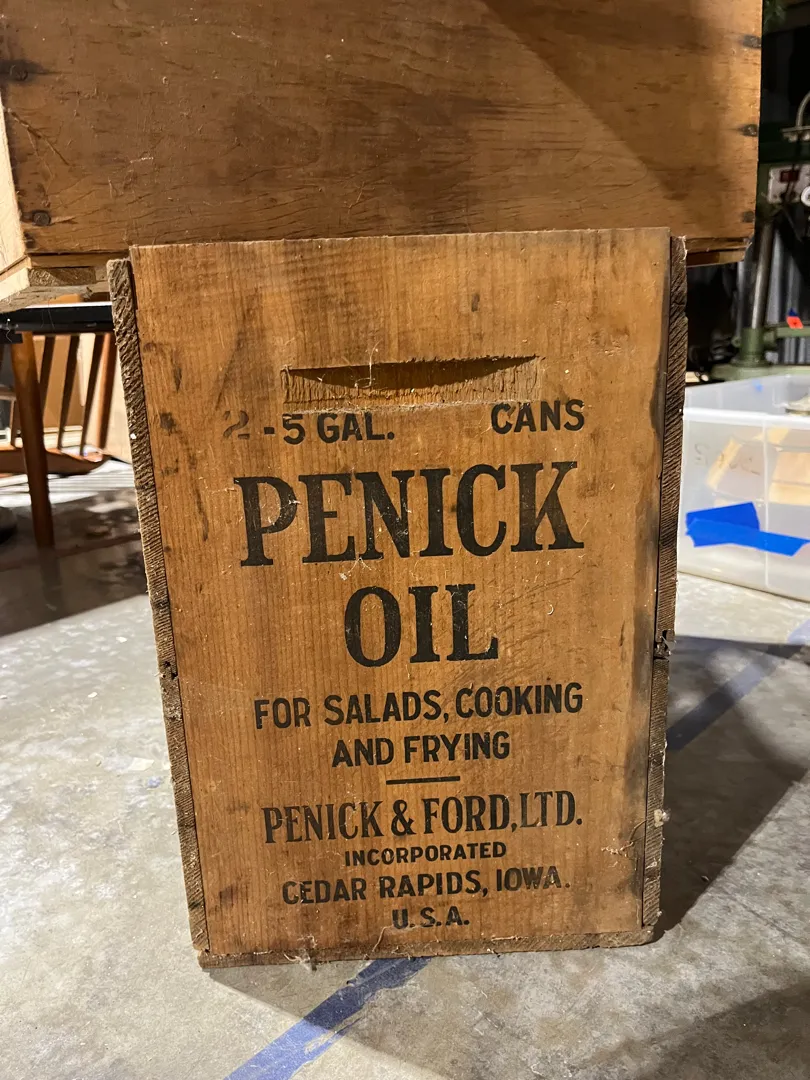 2-5 GAL. CANS
PENICK
OIL
FOR SALADS, COOKING
AND FRYING
PENICK & FORD, LTD.
INCORPORATED
CEDAR RAPIDS, IOWA.
U.S.A.